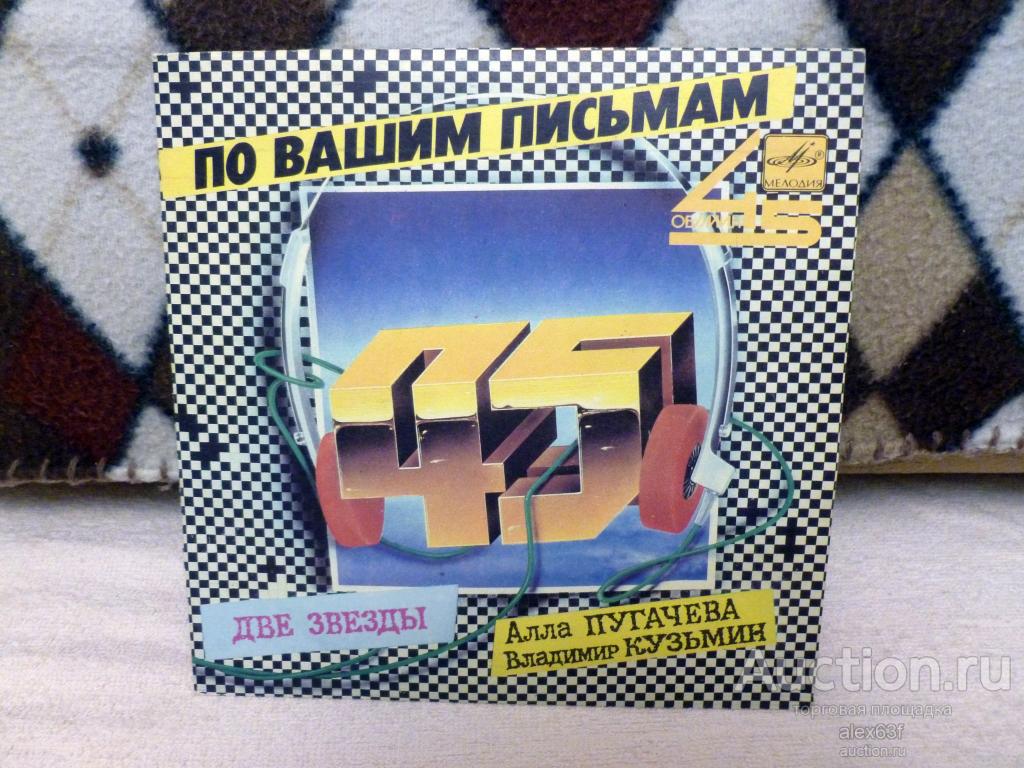 ПО ВАШИМ ПИСЬМАМ
МЕЛОДИЯ
45
45
ДВЕ ЗВЕЗДЫ
Алла ПУГАЧЕВА
Владимир КУЗЬМИН
Auction.ru
торговая площадка
alex63f
auction.ru